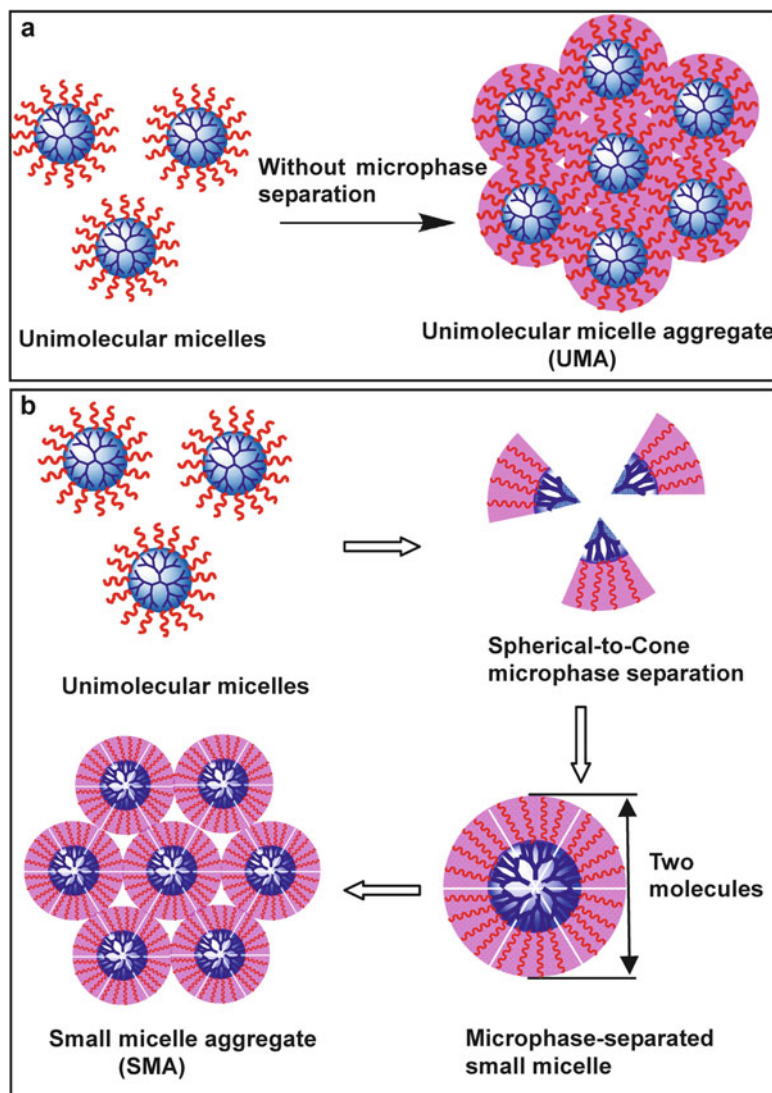 a
Without microphase
separation
Unimolecular micelles
Unimolecular micelle aggregate
(UMA)
b
Unimolecular micelles
Spherical-to-Cone
microphase separation
Two
molecules
Small micelle aggregate
(SMA)
Microphase-separated
small micelle